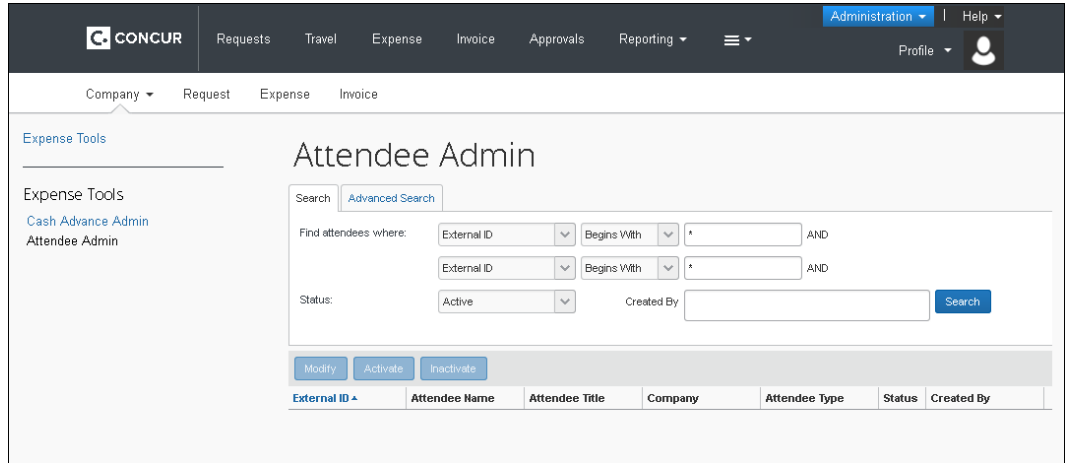 Administration | Help
C. CONCUR Requests Travel Expense Invoice Approvals Reporting
Profile
Company Request Expense Invoice
Expense Tools
Attendee Admin
Expense Tools
Cash Advance Admin
Attendee Admin
Search Advanced Search
Find attendees where: External ID Begins With * AND
External ID Begins With * AND
Status: Active Created By Search
Modify Activate Inactivate
External ID Attendee Name Attendee Title Company Attendee Type Status Created By